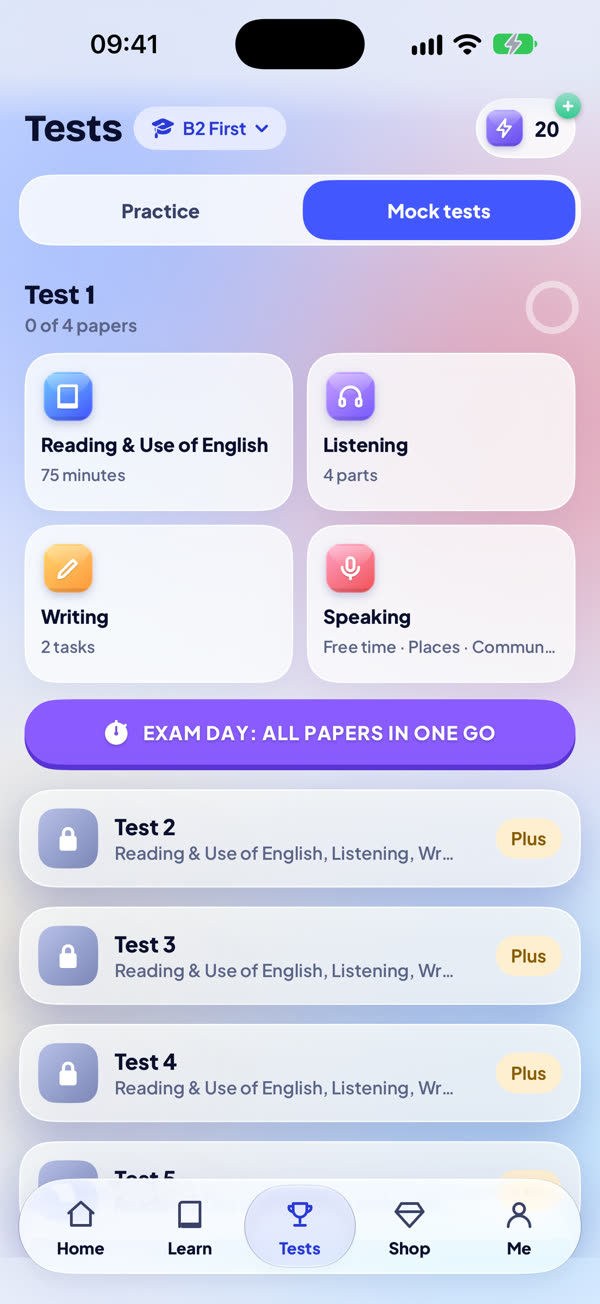 09:41
Tests
B2 First
20
Practice
Mock tests
Test 1
0 of 4 papers
Reading & Use of English
75 minutes
Listening
4 parts
Writing
2 tasks
Speaking
Free time · Places · Commun…
EXAM DAY: ALL PAPERS IN ONE GO
Test 2
Reading & Use of English, Listening, Wr…
Plus
Test 3
Reading & Use of English, Listening, Wr…
Plus
Test 4
Reading & Use of English, Listening, Wr…
Plus
Test 5
Home
Learn
Tests
Shop
Me